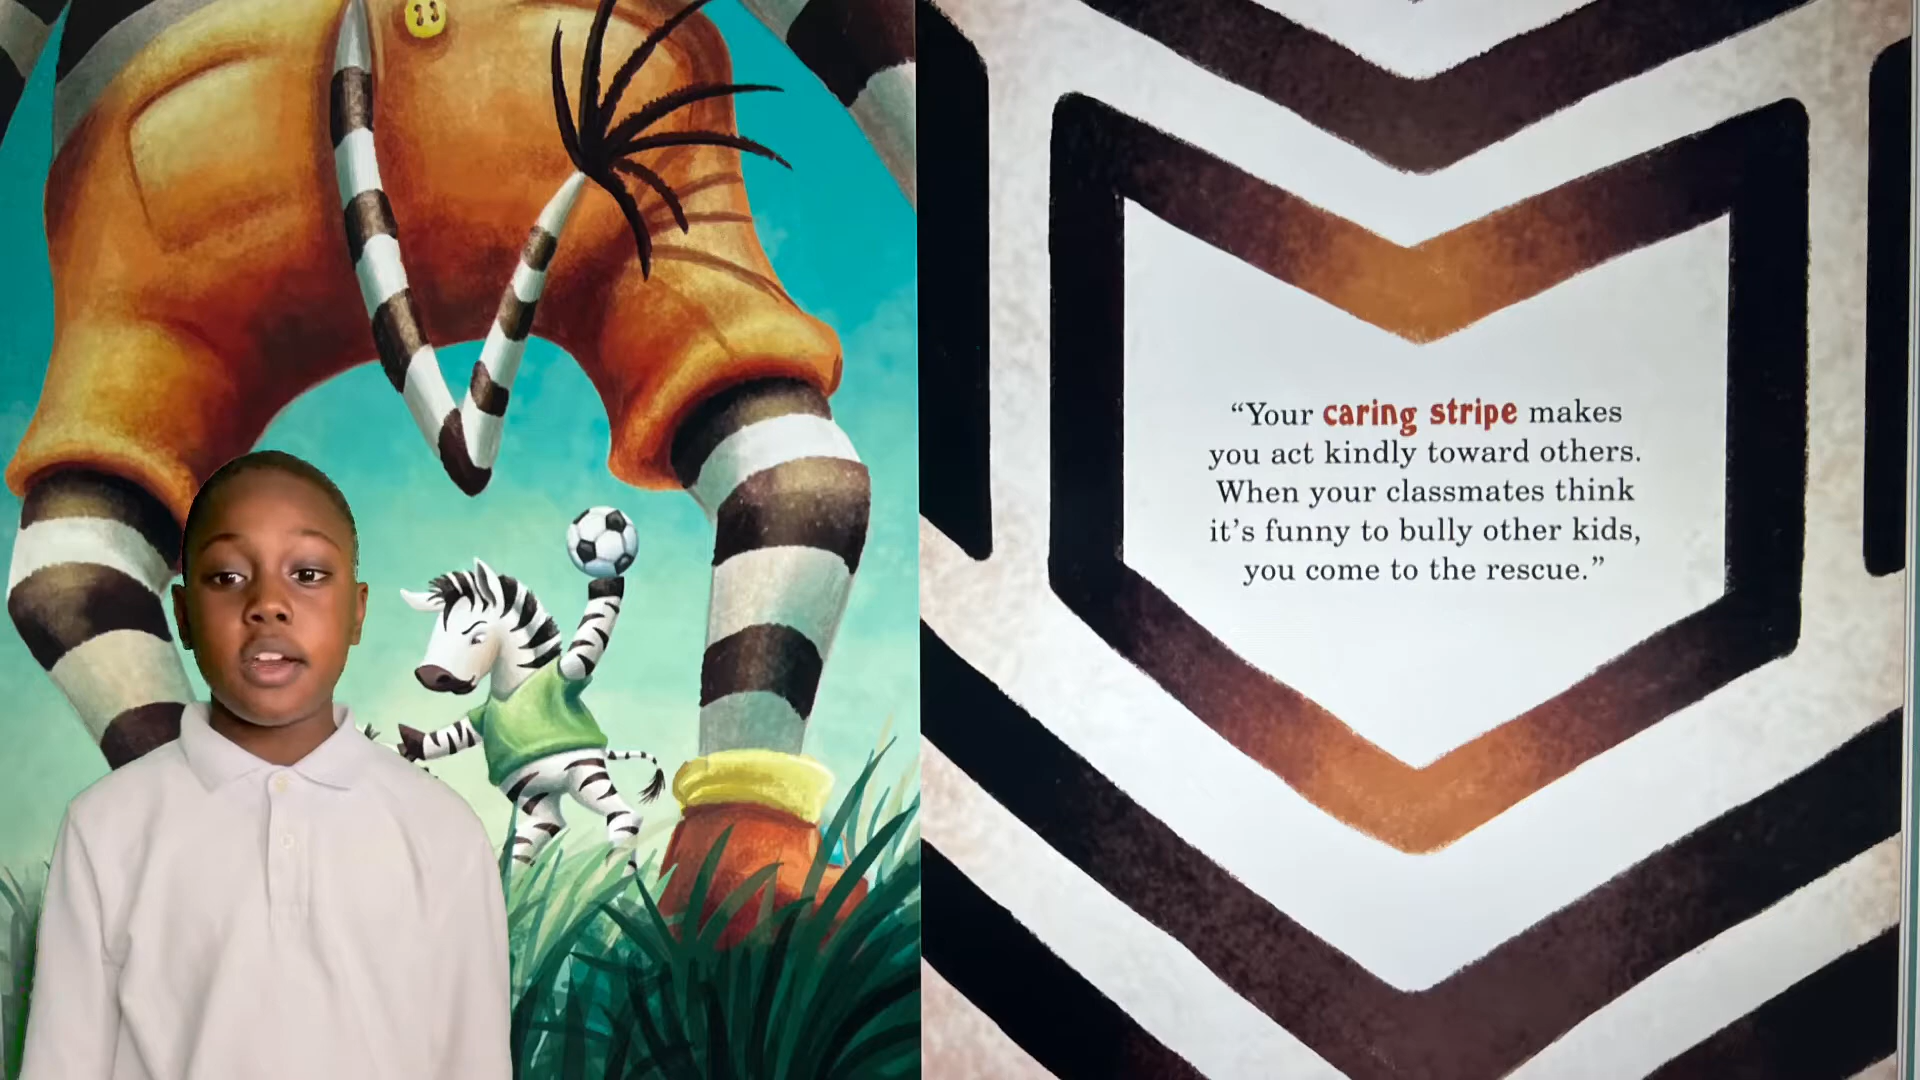 “Your caring stripe makes
you act kindly toward others.
When your classmates think
it’s funny to bully other kids,
you come to the rescue.”